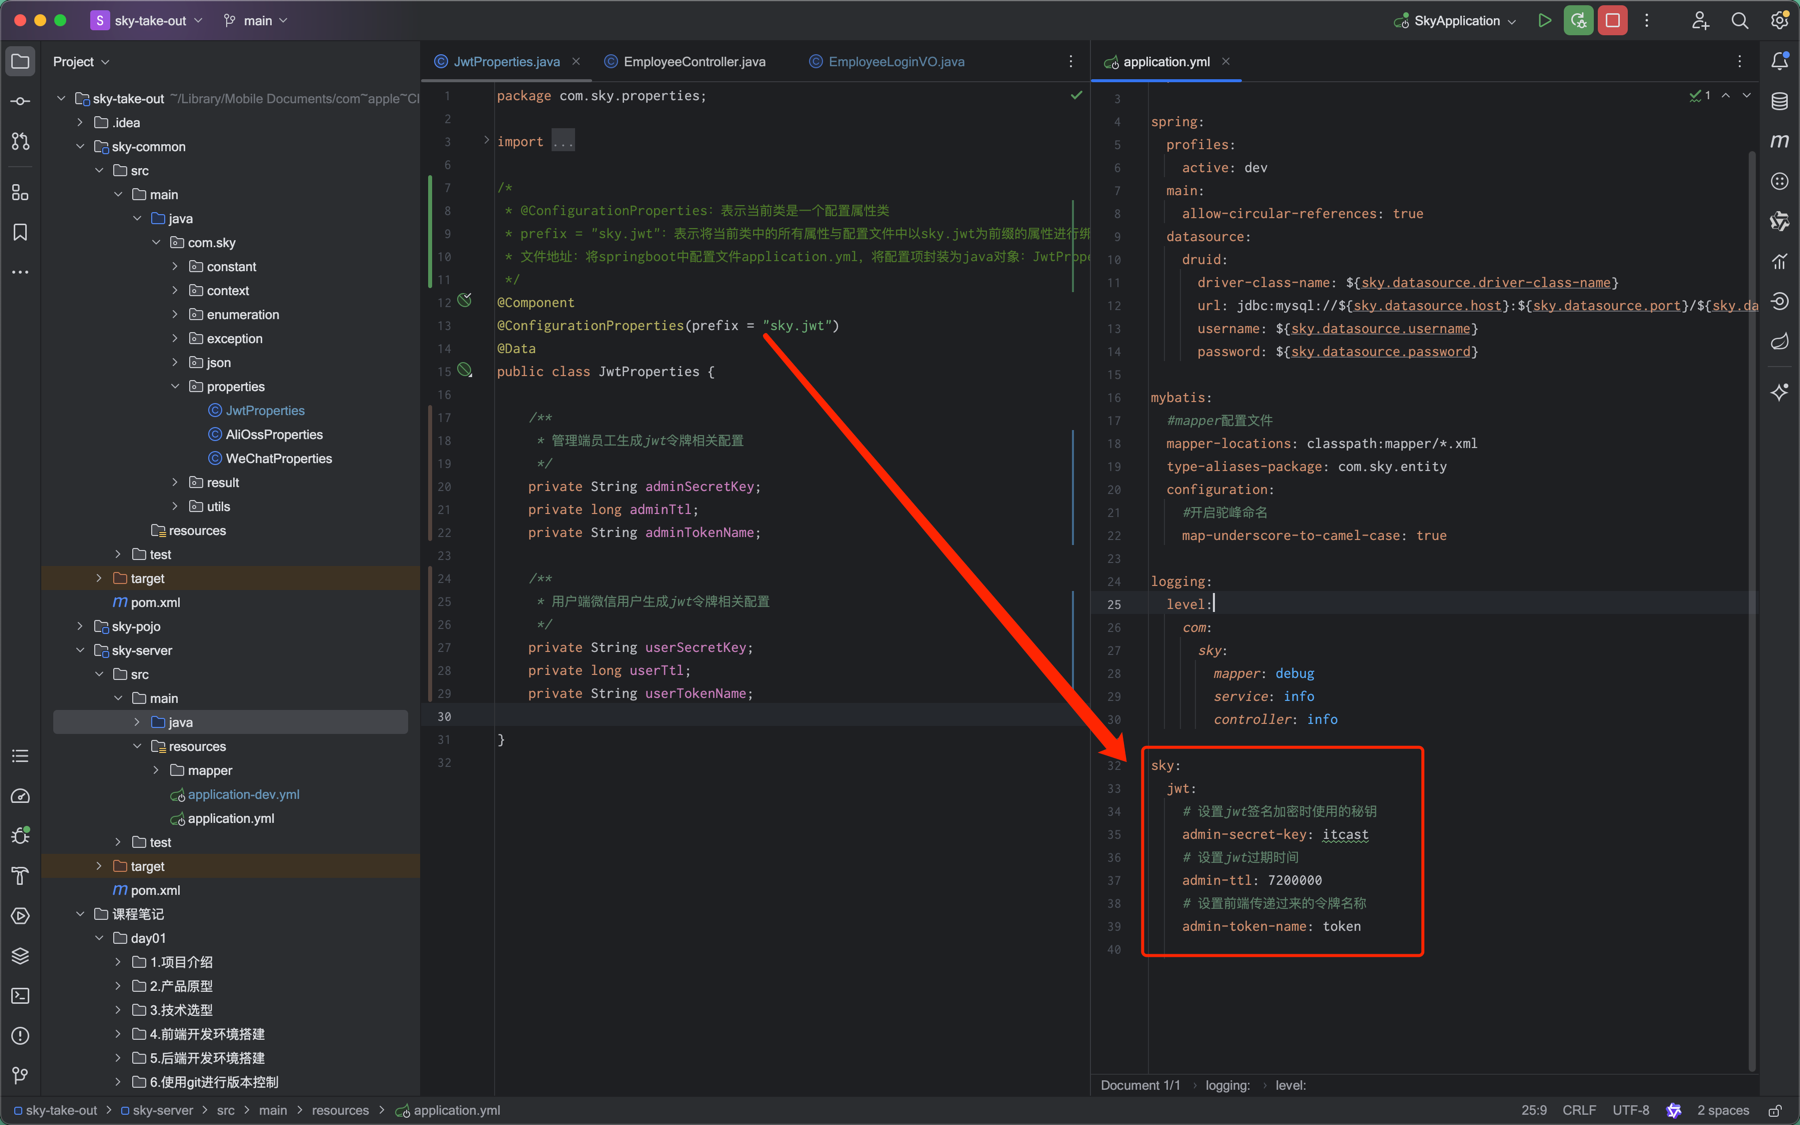 S sky-take-out main SkyApplication
Project
sky-take-out ~/Library/Mobile Documents/com~apple~Cl
.idea
sky-common
src
main
java
com.sky
constant
context
enumeration
exception
json
properties
JwtProperties
AliOssProperties
WeChatProperties
result
utils
resources
test
target
m pom.xml
sky-pojo
sky-server
src
main
java
resources
mapper
application-dev.yml
application.yml
test
target
m pom.xml
课程笔记
day01
1.项目介绍
2.产品原型
3.技术选型
4.前端开发环境搭建
5.后端开发环境搭建
6.使用git进行版本控制
JwtProperties.java EmployeeController.java EmployeeLoginVO.java
1 package com.sky.properties;
2
3 import ...
6
7 /*
8 * @ConfigurationProperties：表示当前类是一个配置属性类
9 * prefix = "sky.jwt"：表示将当前类中的所有属性与配置文件中以sky.jwt为前缀的属性进行绑
10 * 文件地址：将springboot中配置文件application.yml，将配置项封装为java对象：JwtPrope
11 */
12 @Component
13 @ConfigurationProperties(prefix = "sky.jwt")
14 @Data
15 public class JwtProperties {
16
17 /**
18 * 管理端员工生成jwt令牌相关配置
19 */
20 private String adminSecretKey;
21 private long adminTtl;
22 private String adminTokenName;
23
24 /**
25 * 用户端微信用户生成jwt令牌相关配置
26 */
27 private String userSecretKey;
28 private long userTtl;
29 private String userTokenName;
30
31 }
32
application.yml
1
3
4 spring:
5 profiles:
6 active: dev
7 main:
8 allow-circular-references: true
9 datasource:
10 druid:
11 driver-class-name: ${sky.datasource.driver-class-name}
12 url: jdbc:mysql://${sky.datasource.host}:${sky.datasource.port}/${sky.da
13 username: ${sky.datasource.username}
14 password: ${sky.datasource.password}
15
16 mybatis:
17 #mapper配置文件
18 mapper-locations: classpath:mapper/*.xml
19 type-aliases-package: com.sky.entity
20 configuration:
21 #开启驼峰命名
22 map-underscore-to-camel-case: true
23
24 logging:
25 level:
26 com:
27 sky:
28 mapper: debug
29 service: info
30 controller: info
32 sky:
33 jwt:
34 # 设置jwt签名加密时使用的秘钥
35 admin-secret-key: itcast
36 # 设置jwt过期时间
37 admin-ttl: 7200000
38 # 设置前端传递过来的令牌名称
39 admin-token-name: token
40
Document 1/1 › logging: › level:
sky-take-out › sky-server › src › main › resources › application.yml
25:9 CRLF UTF-8 2 spaces